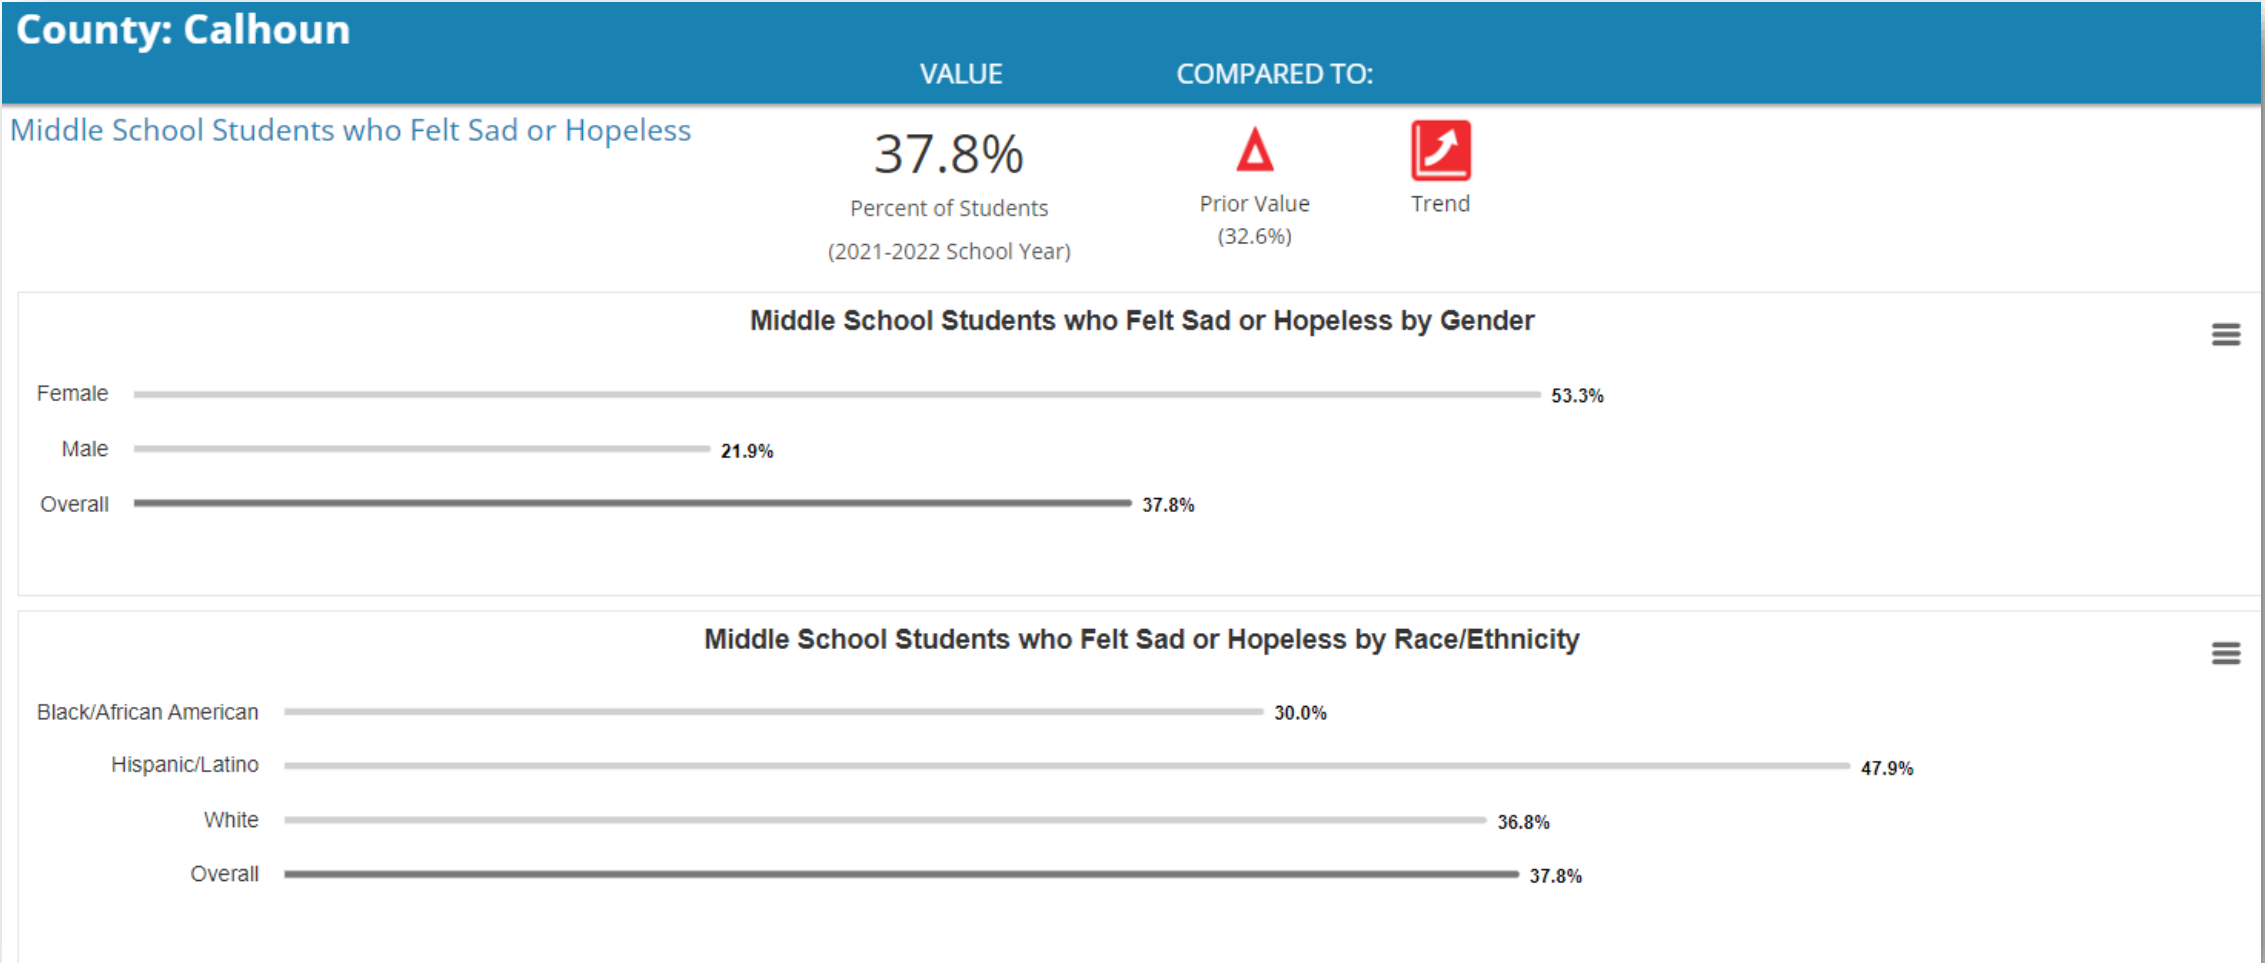 County: Calhoun
VALUE COMPARED TO:
Middle School Students who Felt Sad or Hopeless
37.8%
Percent of Students
(2021-2022 School Year)
Prior Value
(32.6%)
Trend
Middle School Students who Felt Sad or Hopeless by Gender
Female 53.3%
Male 21.9%
Overall 37.8%
Middle School Students who Felt Sad or Hopeless by Race/Ethnicity
Black/African American 30.0%
Hispanic/Latino 47.9%
White 36.8%
Overall 37.8%